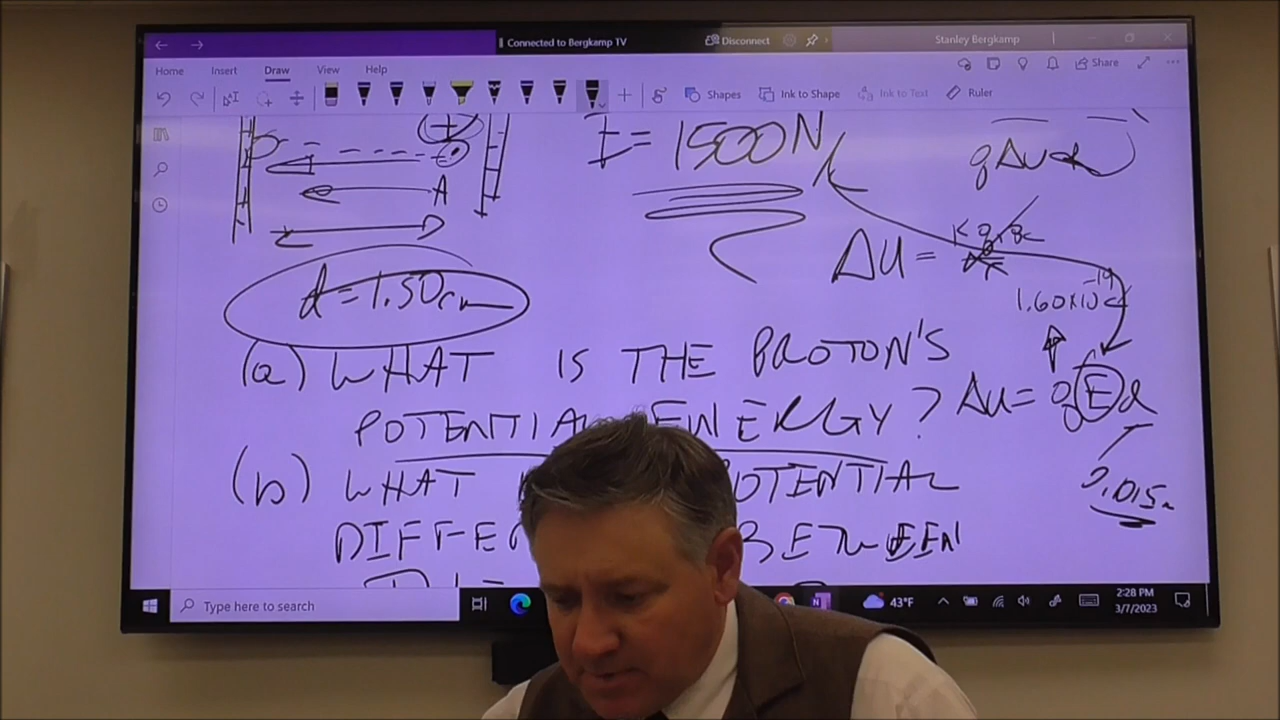 Connected to Bergkamp TV
Disconnect
Stanley Bergkamp
Home Insert Draw View Help
Share
Shapes
Ink to Shape
Ink to Text
Ruler
+
= 1500N
A
qΔud
ΔU =
d = 1.50cm
1.60x10⁻¹⁹c
(a) WHAT IS THE PROTON'S
POTENTIAL ENERGY?
ΔU = qEd
0.015m
(b) WHAT POTENTIAL
BETWEEN
Type here to search
43°F
2:28 PM
3/7/2023